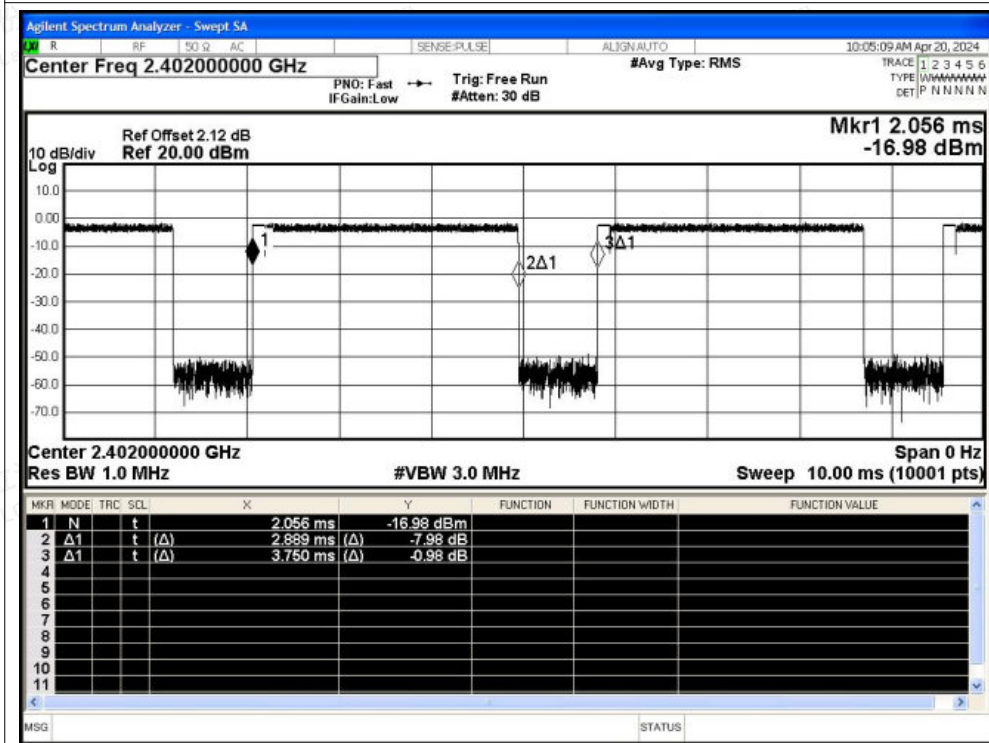 Agilent Spectrum Analyzer - Swept SA
LXI R RF 50 Ω AC SENSE:PULSE ALIGN AUTO 10:05:09 AM Apr 20, 2024
Center Freq 2.402000000 GHz #Avg Type: RMS TRACE 1 2 3 4 5 6
PNO: Fast Trig: Free Run TYPE WWWWWW
IFGain:Low #Atten: 30 dB DET P N N N N N
Mkr1 2.056 ms
Ref Offset 2.12 dB
10 dB/div Ref 20.00 dBm -16.98 dBm
Log
10.0
0.00
-10.0
-20.0
-30.0
-40.0
-50.0
-60.0
-70.0
1
2Δ1
3Δ1
Center 2.402000000 GHz Span 0 Hz
Res BW 1.0 MHz #VBW 3.0 MHz Sweep 10.00 ms (10001 pts)
MKR MODE TRC SCL X Y FUNCTION FUNCTION WIDTH FUNCTION VALUE
1 N t 2.056 ms -16.98 dBm
2 Δ1 t (Δ) 2.889 ms (Δ) -7.98 dB
3 Δ1 t (Δ) 3.750 ms (Δ) -0.98 dB
4
5
6
7
8
9
10
11
MSG STATUS